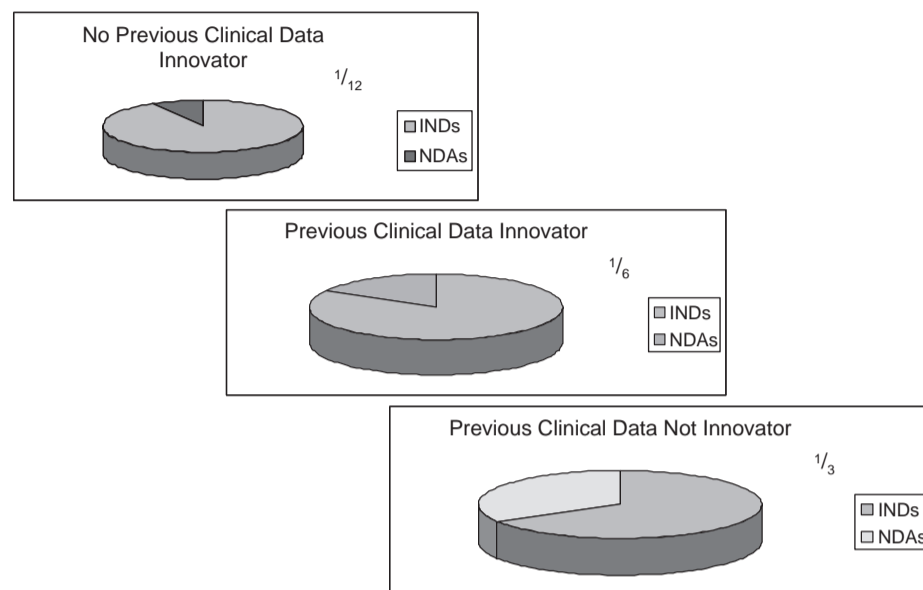 No Previous Clinical Data
Innovator
1/12
INDs
NDAs
Previous Clinical Data Innovator
1/6
INDs
NDAs
Previous Clinical Data Not Innovator
1/3
INDs
NDAs